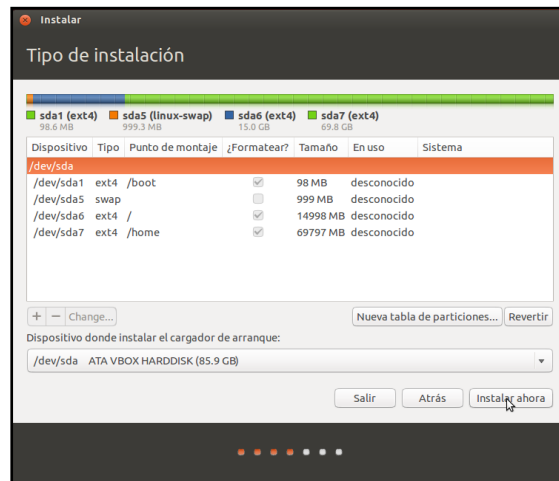 Instalar
Tipo de instalación
sda1 (ext4) sda5 (linux-swap) sda6 (ext4) sda7 (ext4)
98.6 MB 999.3 MB 15.0 GB 69.8 GB
Dispositivo Tipo Punto de montaje ¿Formatear? Tamaño En uso Sistema
/dev/sda
/dev/sda1 ext4 /boot 98 MB desconocido
/dev/sda5 swap 999 MB desconocido
/dev/sda6 ext4 / 14998 MB desconocido
/dev/sda7 ext4 /home 69797 MB desconocido
+ − Change... Nueva tabla de particiones... Revertir
Dispositivo donde instalar el cargador de arranque:
/dev/sda ATA VBOX HARDDISK (85.9 GB)
Salir Atrás Instalar ahora